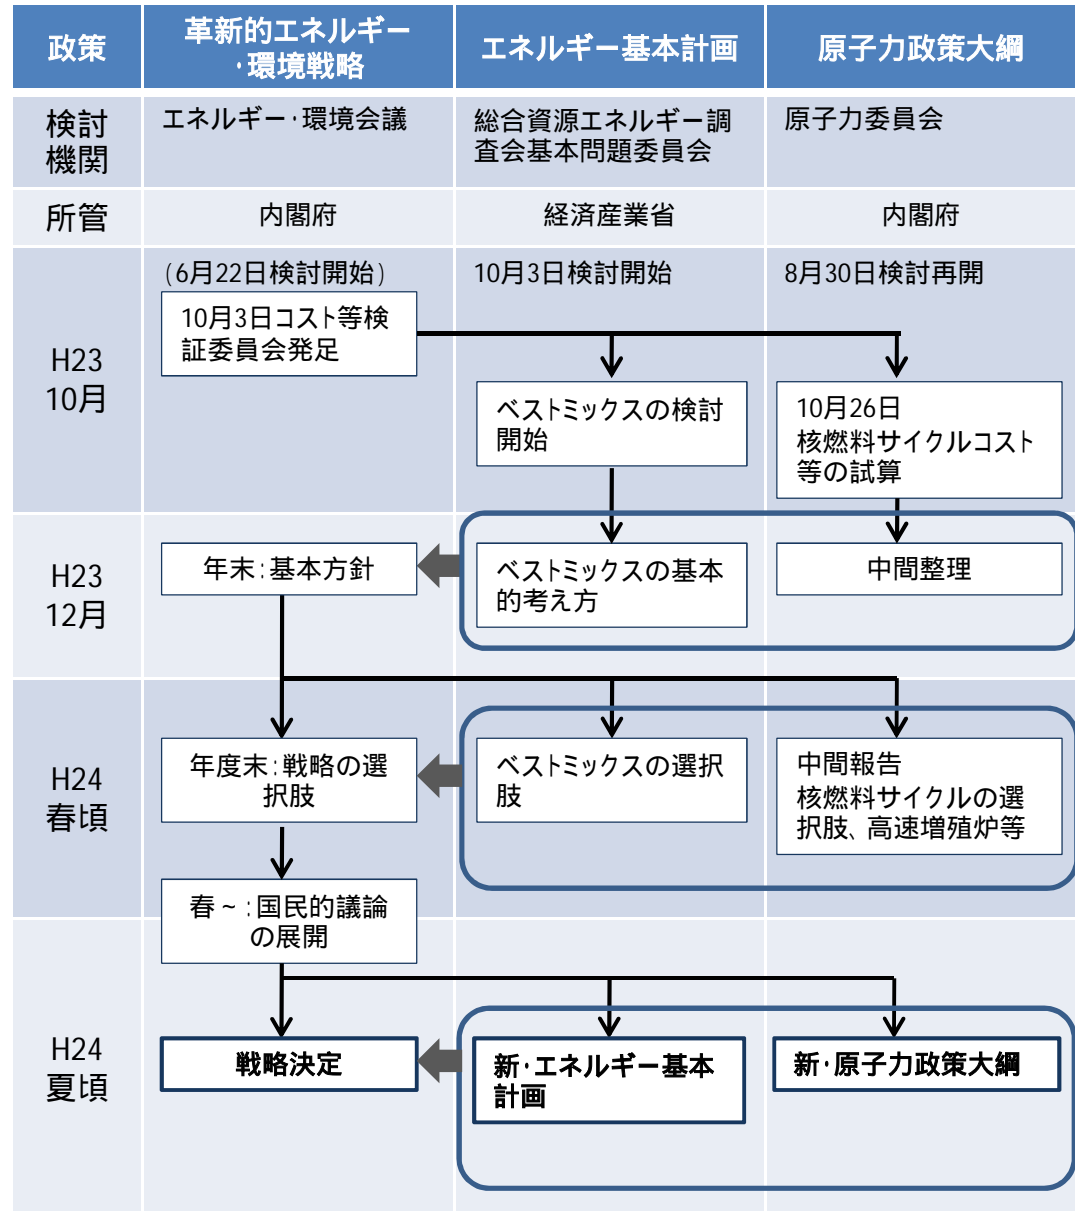 政策
革新的エネルギー
・環境戦略
エネルギー基本計画
原子力政策大綱
検討
機関
エネルギー・環境会議
総合資源エネルギー調
査会基本問題委員会
原子力委員会
所管
内閣府
経済産業省
内閣府
H23
10月
(6月22日検討開始)
10月3日コスト等検
証委員会発足
10月3日検討開始
ベストミックスの検討
開始
8月30日検討再開
10月26日
核燃料サイクルコスト
等の試算
H23
12月
年末:基本方針
ベストミックスの基本
的考え方
中間整理
H24
春頃
年度末:戦略の選
択肢
ベストミックスの選択
肢
中間報告
核燃料サイクルの選
択肢、高速増殖炉等
春~:国民的議論
の展開
H24
夏頃
戦略決定
新・エネルギー基本
計画
新・原子力政策大綱